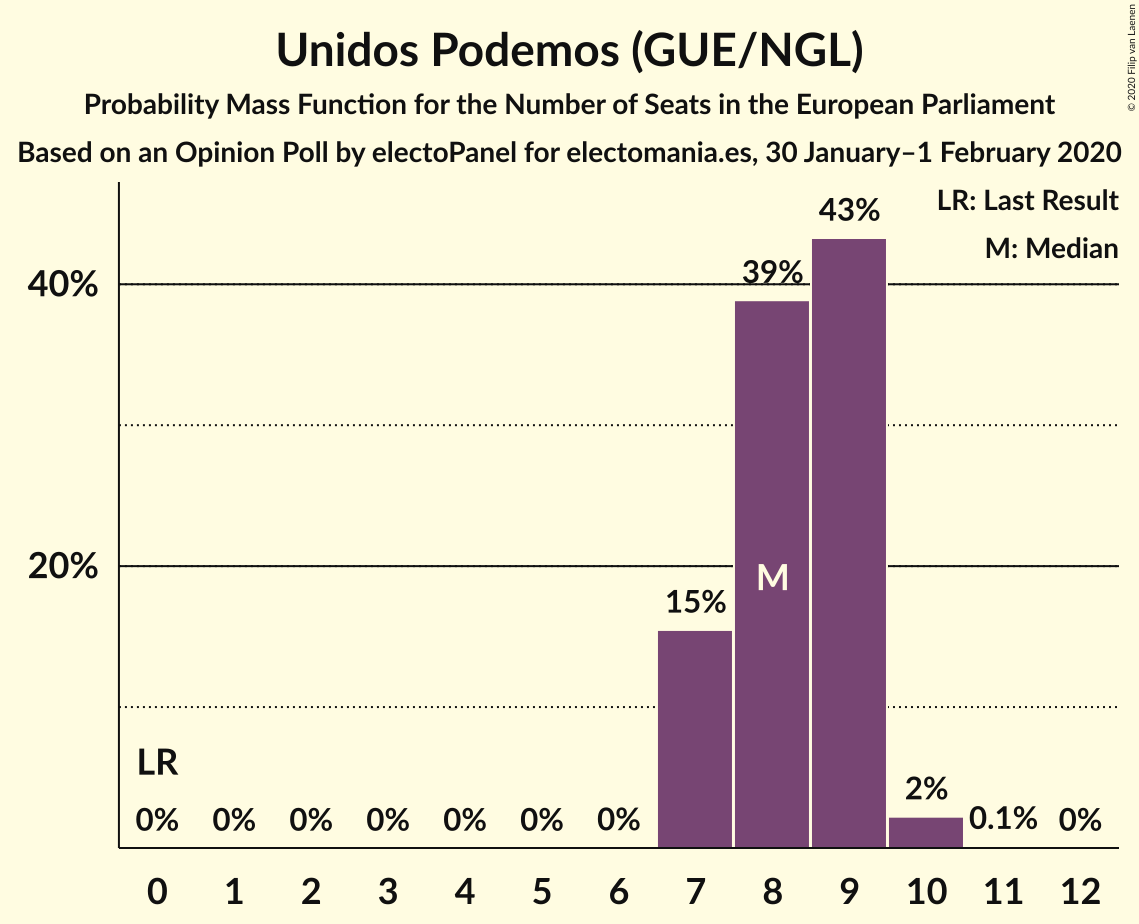 Unidos Podemos (GUE/NGL)
Probability Mass Function for the Number of Seats in the European Parliament
Based on an Opinion Poll by electoPanel for electomania.es, 30 January–1 February 2020
© 2020 Filip van Laenen
LR: Last Result
M: Median
43%
39%
40%
20%
M
15%
LR
2%
0% 0% 0% 0% 0% 0% 0% 0.1% 0%
0 1 2 3 4 5 6 7 8 9 10 11 12